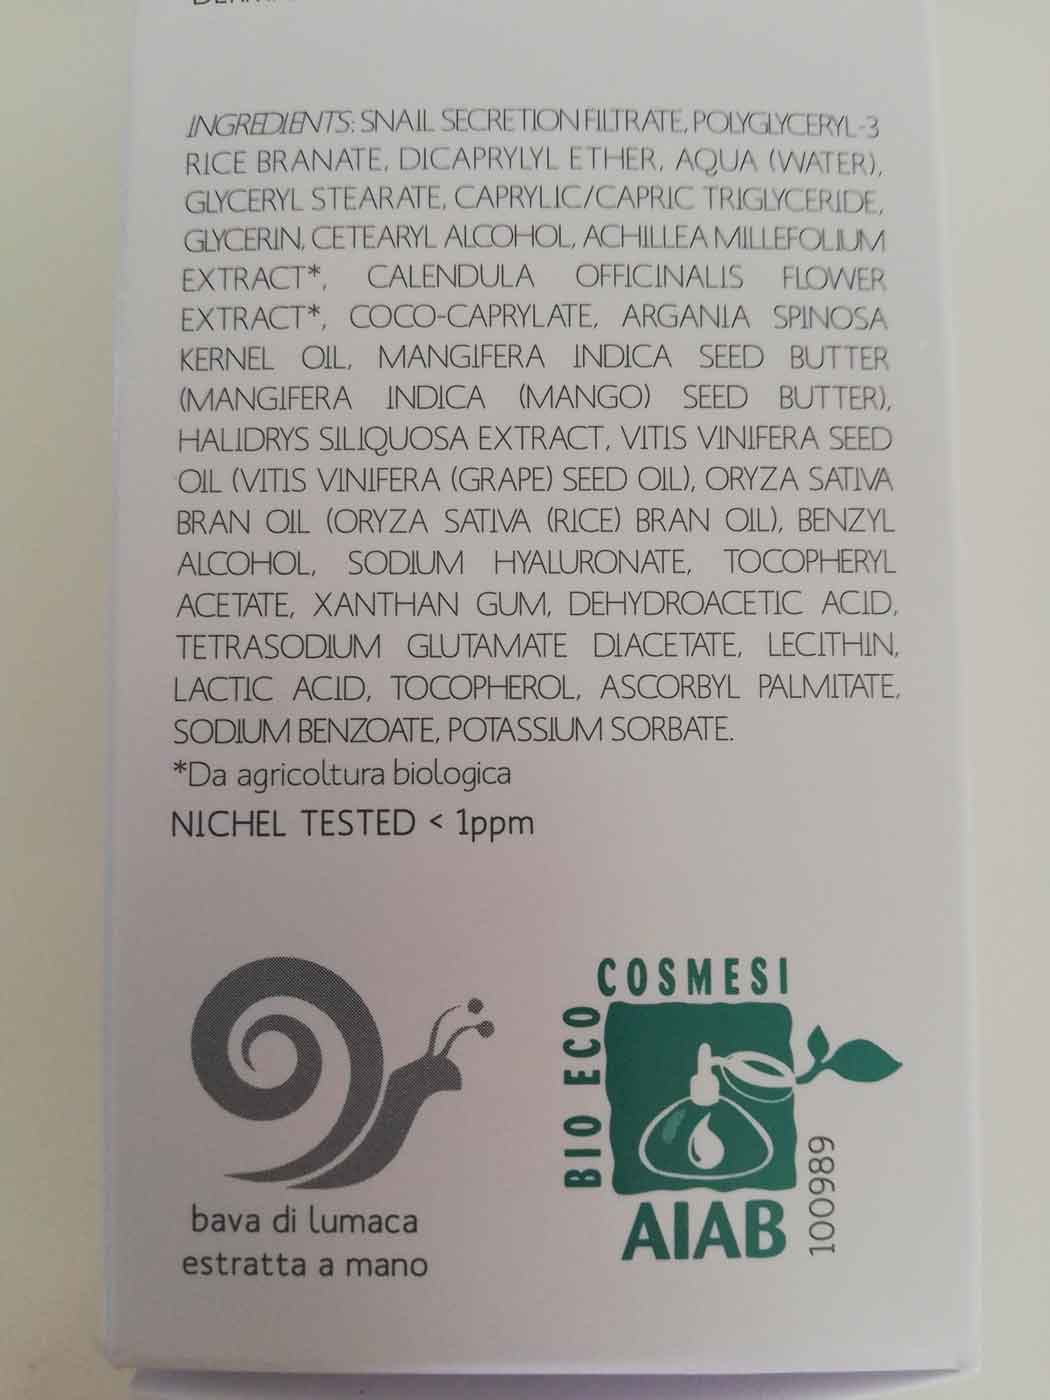 INGREDIENTS: SNAIL SECRETION FILTRATE, POLYGLYCERYL-3
RICE BRANATE, DICAPRYLYL ETHER, AQUA (WATER),
GLYCERYL STEARATE, CAPRYLIC/CAPRIC TRIGLYCERIDE,
GLYCERIN, CETEARYL ALCOHOL, ACHILLEA MILLEFOLIUM
EXTRACT*, CALENDULA OFFICINALIS FLOWER
EXTRACT*, COCO-CAPRYLATE, ARGANIA SPINOSA
KERNEL OIL, MANGIFERA INDICA SEED BUTTER
(MANGIFERA INDICA (MANGO) SEED BUTTER),
HALIDRYS SILIQUOSA EXTRACT, VITIS VINIFERA SEED
OIL (VITIS VINIFERA (GRAPE) SEED OIL), ORYZA SATIVA
BRAN OIL (ORYZA SATIVA (RICE) BRAN OIL), BENZYL
ALCOHOL, SODIUM HYALURONATE, TOCOPHERYL
ACETATE, XANTHAN GUM, DEHYDROACETIC ACID,
TETRASODIUM GLUTAMATE DIACETATE, LECITHIN,
LACTIC ACID, TOCOPHEROL, ASCORBYL PALMITATE,
SODIUM BENZOATE, POTASSIUM SORBATE.
*Da agricoltura biologica
NICHEL TESTED < 1ppm
bava di lumaca
estratta a mano
BIO ECO
COSMESI
AIAB
100989